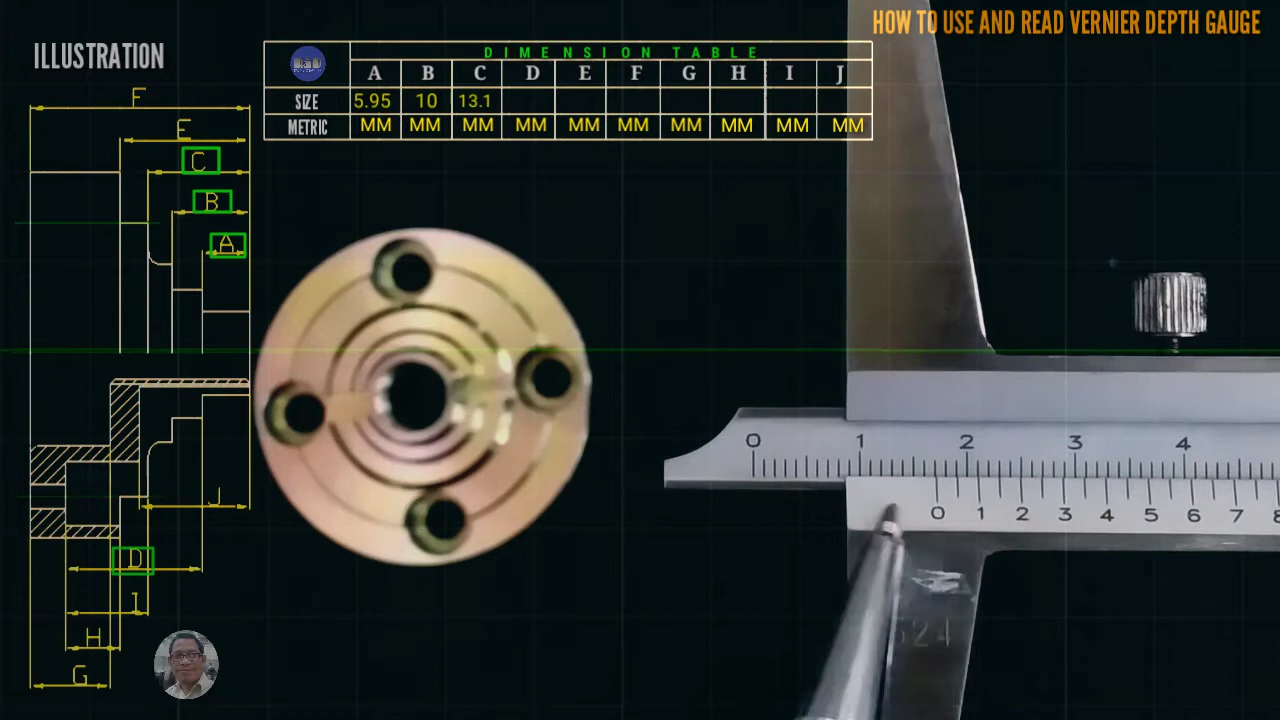 HOW TO USE AND READ VERNIER DEPTH GAUGE
ILLUSTRATION
DIMENSION TABLE
A B C D E F G H I J
SIZE 5.95 10 13.1
METRIC MM MM MM MM MM MM MM MM MM MM
F
E
C
B
A
J
D
I
H
G
0 1 2 3 4
0 1 2 3 4 5 6 7 8